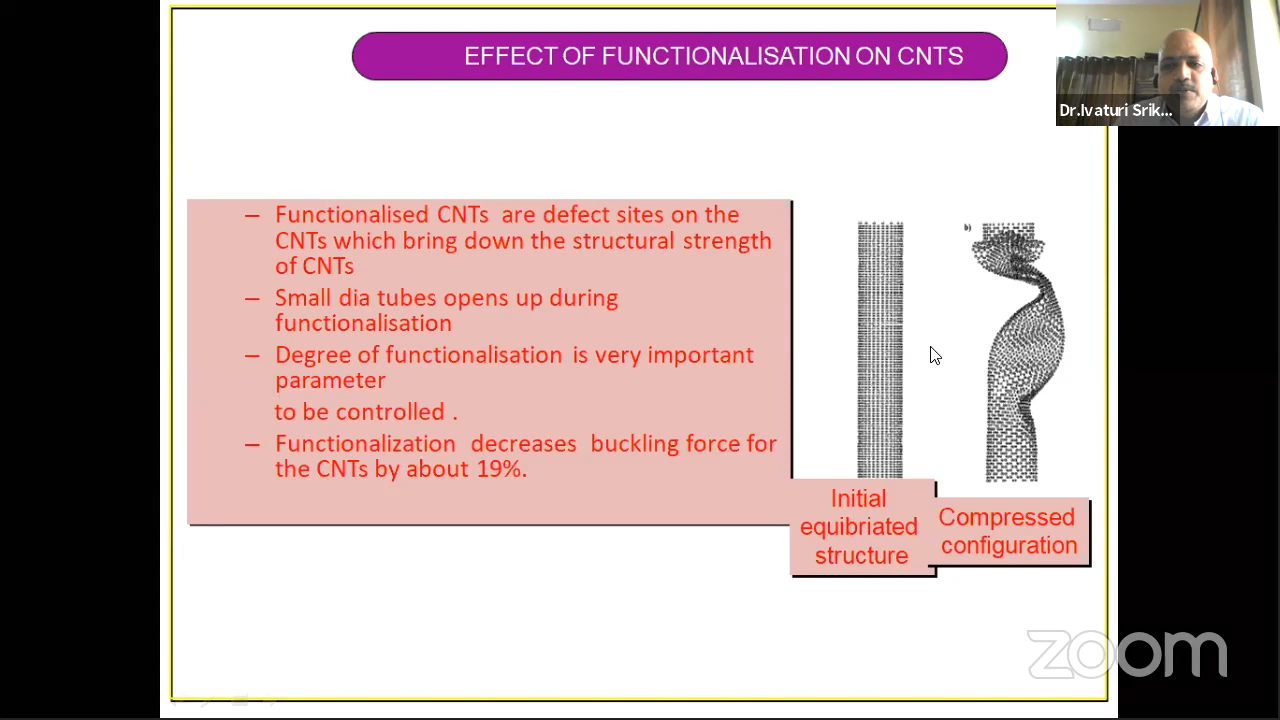 EFFECT OF FUNCTIONALISATION ON CNTS
Dr.Ivaturi Srik...
– Functionalised CNTs are defect sites on the
CNTs which bring down the structural strength
of CNTs
– Small dia tubes opens up during
functionalisation
– Degree of functionalisation is very important
parameter
to be controlled .
– Functionalization decreases buckling force for
the CNTs by about 19%.
b)
Initial
equibriated
structure
Compressed
configuration
zoom